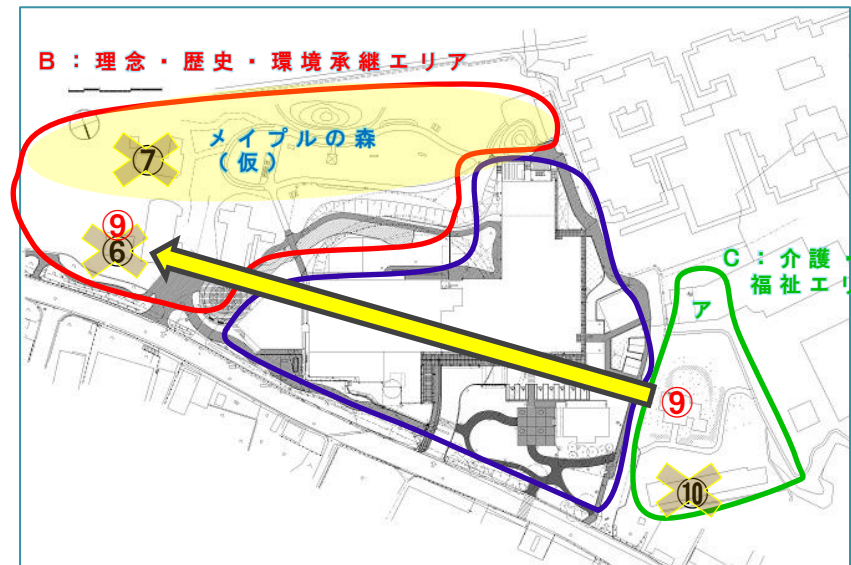 B：理念・歴史・環境承継エリア
メイプルの森
（仮）
⑦
⑨
⑥
C：介護・
福祉エリ
ア
⑨
⑩